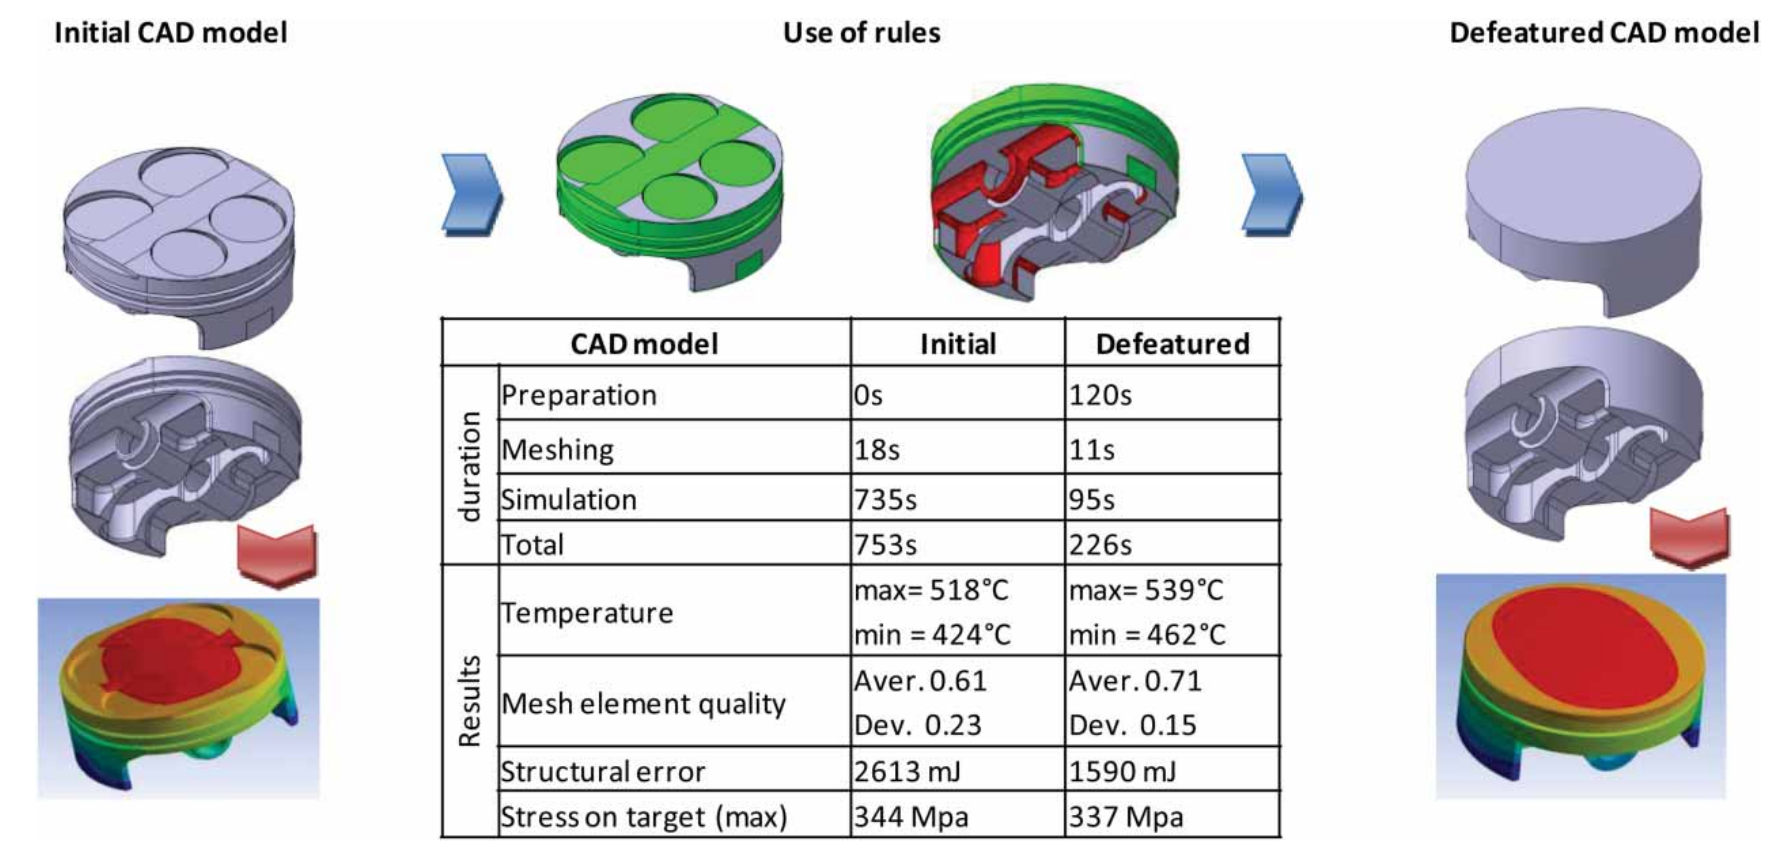 Initial CAD model
Use of rules
Defeatured CAD model
CAD model Initial Defeatured
duration
Preparation 0s 120s
Meshing 18s 11s
Simulation 735s 95s
Total 753s 226s
Results
Temperature
max= 518°C max= 539°C
min = 424°C min = 462°C
Mesh element quality
Aver. 0.61 Aver. 0.71
Dev. 0.23 Dev. 0.15
Structural error 2613 mJ 1590 mJ
Stress on target (max) 344 Mpa 337 Mpa